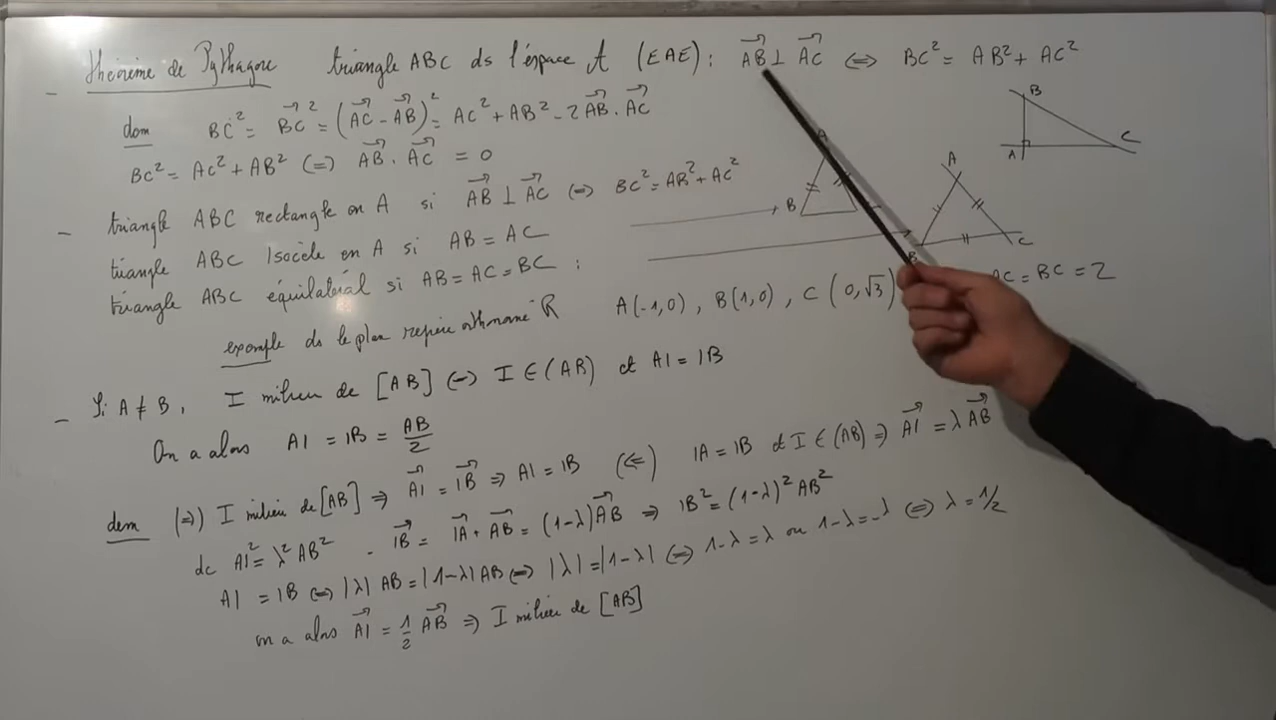 - Théorème de Pythagore triangle ABC ds l'espace A (EAE) : AB⃗ ⊥ AC⃗ ⇔ BC² = AB² + AC²
dem BC² = BC⃗² = (AC⃗ - AB⃗)² = AC² + AB² - 2 AB⃗ . AC⃗
BC² = AC² + AB² ⇔ AB⃗ . AC⃗ = 0
- triangle ABC rectangle en A si AB⃗ ⊥ AC⃗ ⇔ BC² = AB² + AC²
triangle ABC Isocèle en A si AB = AC
triangle ABC équilatéral si AB = AC = BC :
exemple ds le plan repère orthonormé R A(-1,0), B(1,0), C(0,√3) AC = BC = 2
- Si A ≠ B, I milieu de [AB] ⇔ I ∈ (AB) et AI = IB
On a alors AI = IB = AB/2
dem (⇒) I milieu de [AB] ⇒ AI⃗ = IB⃗ ⇒ AI = IB (⇐) IA = IB et I ∈ (AB) ⇒ AI⃗ = λ AB⃗
dc AI² = λ² AB² - IB⃗ = IA⃗ + AB⃗ = (1-λ) AB⃗ ⇒ IB² = (1-λ)² AB²
AI = IB ⇔ |λ| AB = |1-λ| AB ⇔ |λ| = |1-λ| ⇔ 1-λ = λ ou 1-λ = -λ ⇔ λ = 1/2
on a alors AI⃗ = 1/2 AB⃗ ⇒ I milieu de [AB]
B
A
C
A
B
A
B
C